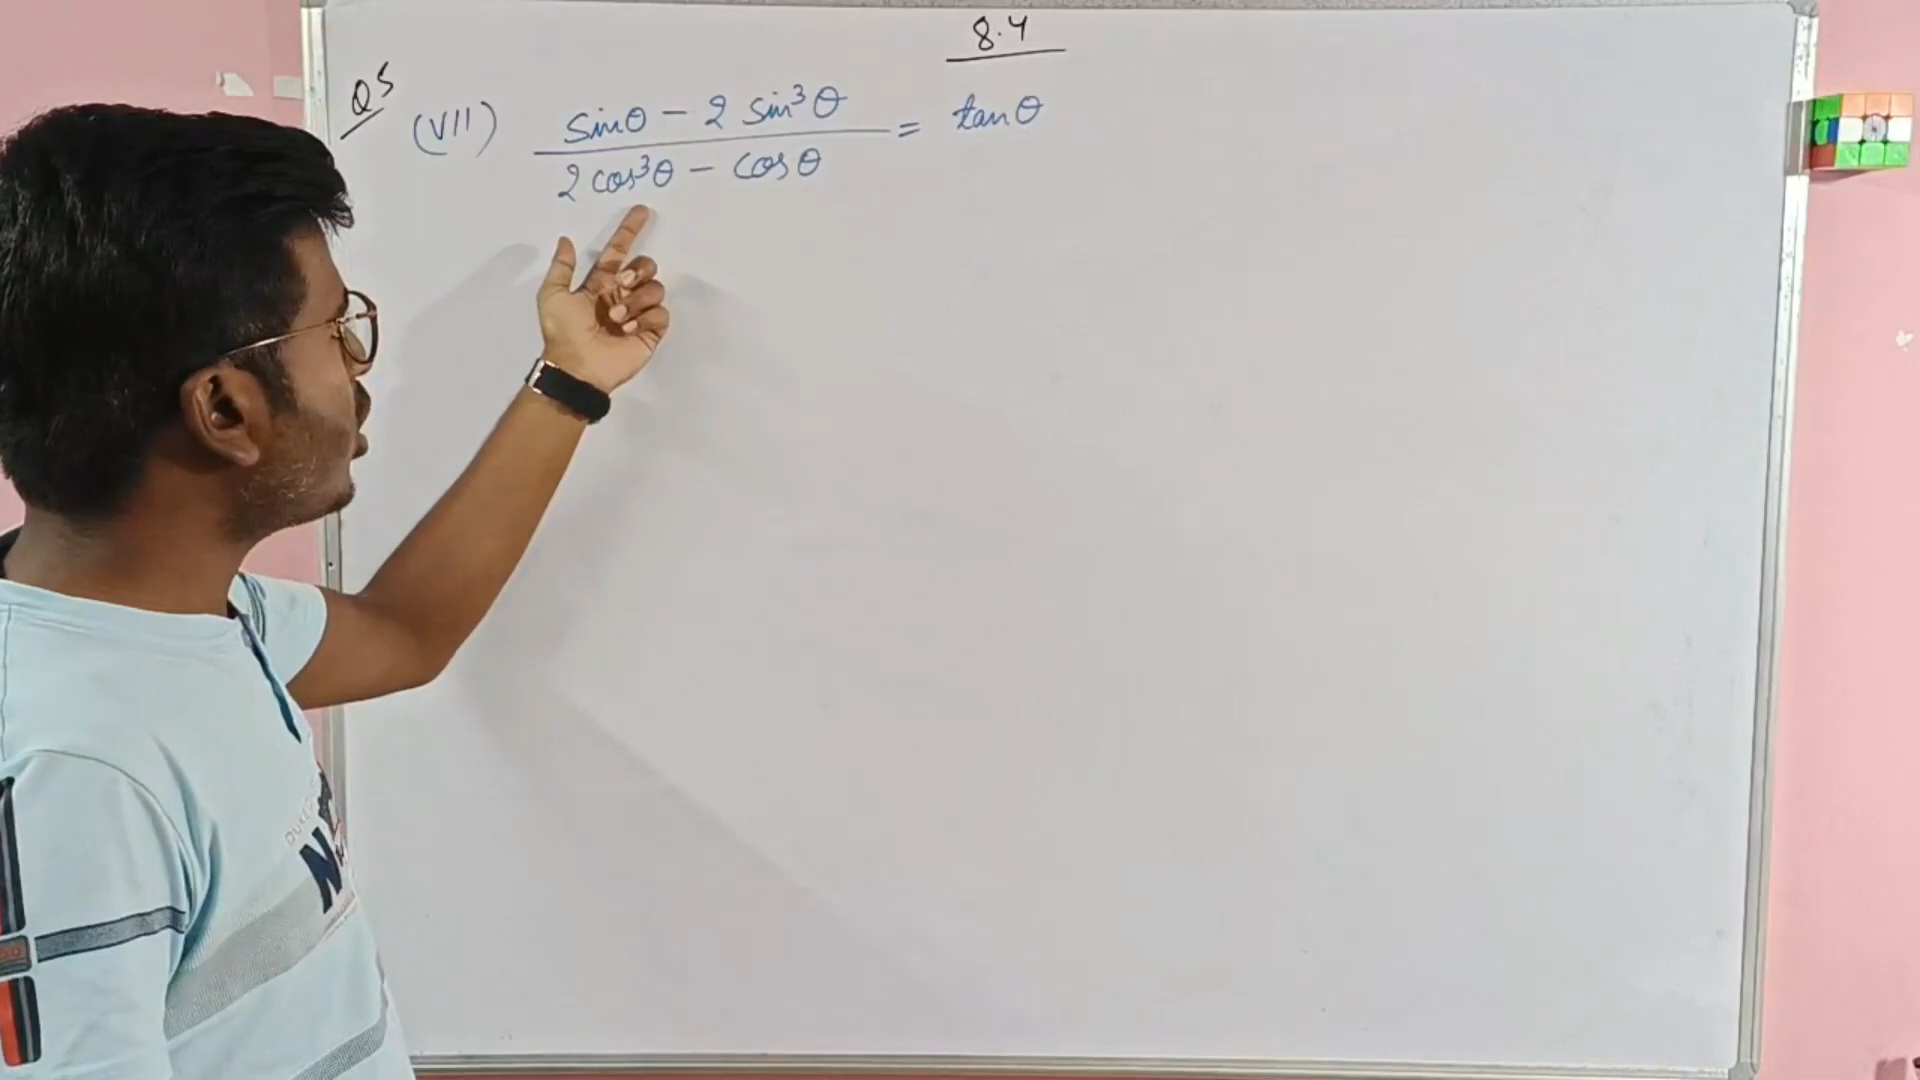 8.4
Q5
(VII) sinθ - 2 sin³θ / 2 cos³θ - cosθ = tanθ